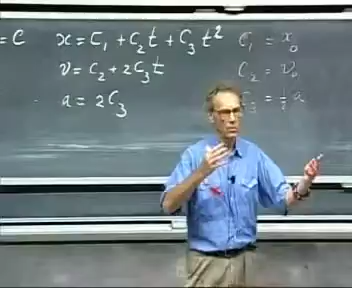 = C x = C₁ + C₂t + C₃t² C₁ = x₀
v = C₂ + 2C₃t C₂ = v₀
a = 2C₃ C₃ = ½ a